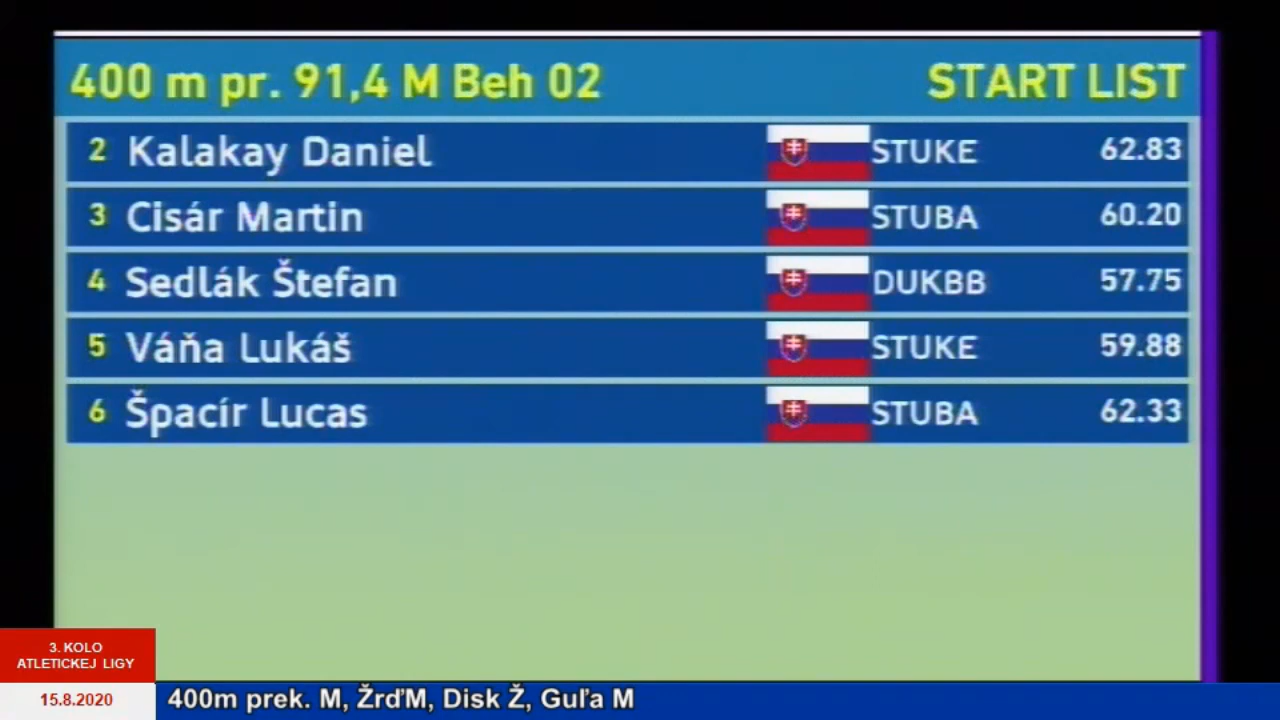 400 m pr. 91,4 M Beh 02 START LIST
2 Kalakay Daniel STUKE 62.83
3 Cisár Martin STUBA 60.20
4 Sedlák Štefan DUKBB 57.75
5 Váňa Lukáš STUKE 59.88
6 Špacír Lucas STUBA 62.33
3. KOLO
ATLETICKEJ LIGY
15.8.2020
400m prek. M, ŽrďM, Disk Ž, Guľa M